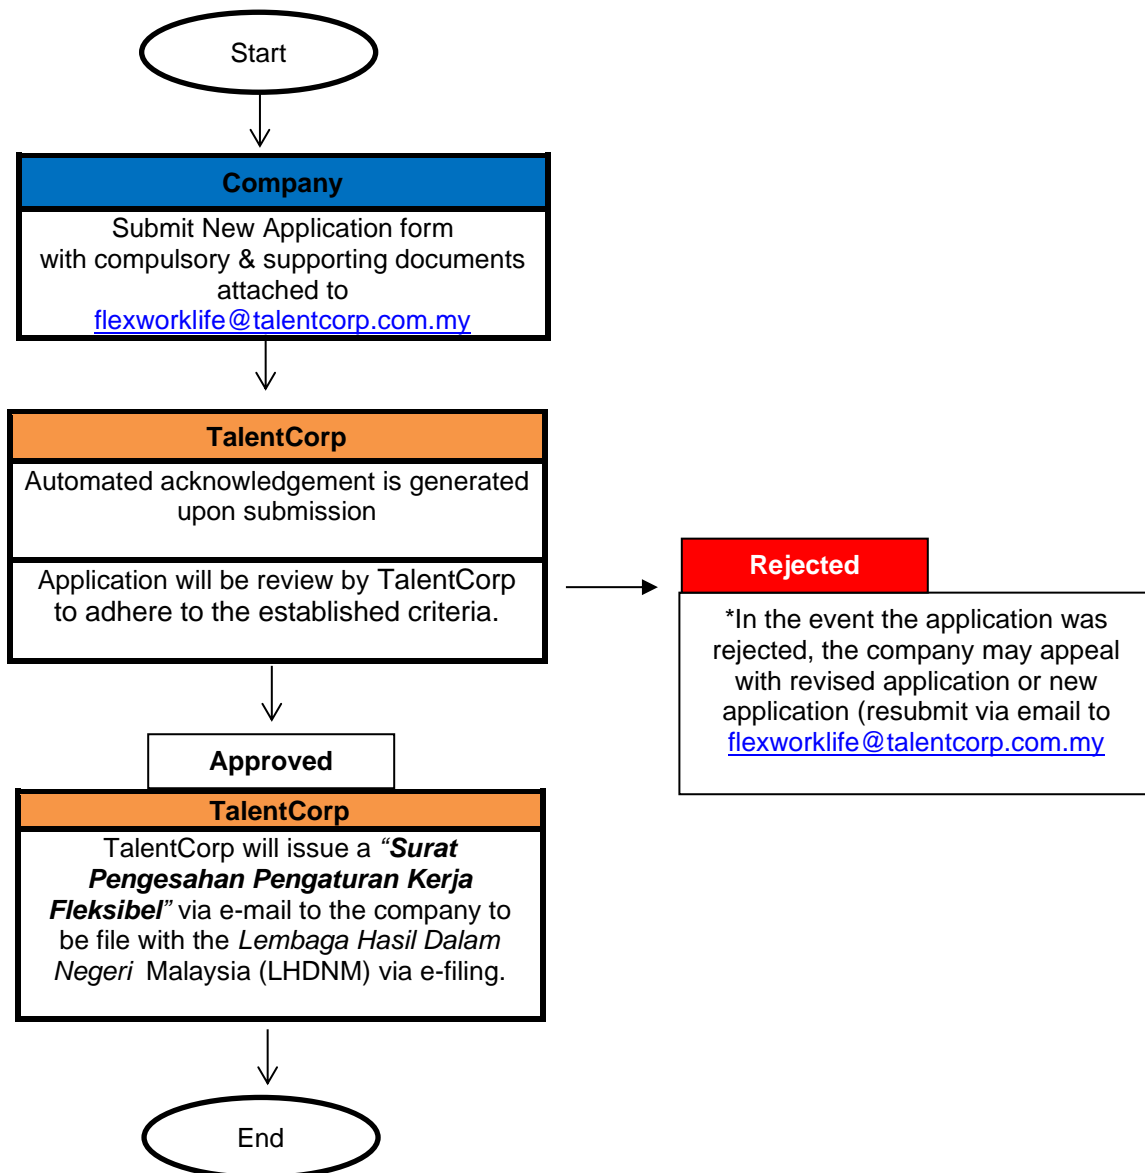 Start
Company
Submit New Application form
with compulsory & supporting documents
attached to
flexworklife@talentcorp.com.my
TalentCorp
Automated acknowledgement is generated
upon submission
Application will be review by TalentCorp
to adhere to the established criteria.
Rejected
*In the event the application was
rejected, the company may appeal
with revised application or new
application (resubmit via email to
flexworklife@talentcorp.com.my
Approved
TalentCorp
TalentCorp will issue a “Surat
Pengesahan Pengaturan Kerja
Fleksibel” via e-mail to the company to
be file with the Lembaga Hasil Dalam
Negeri Malaysia (LHDNM) via e-filing.
End